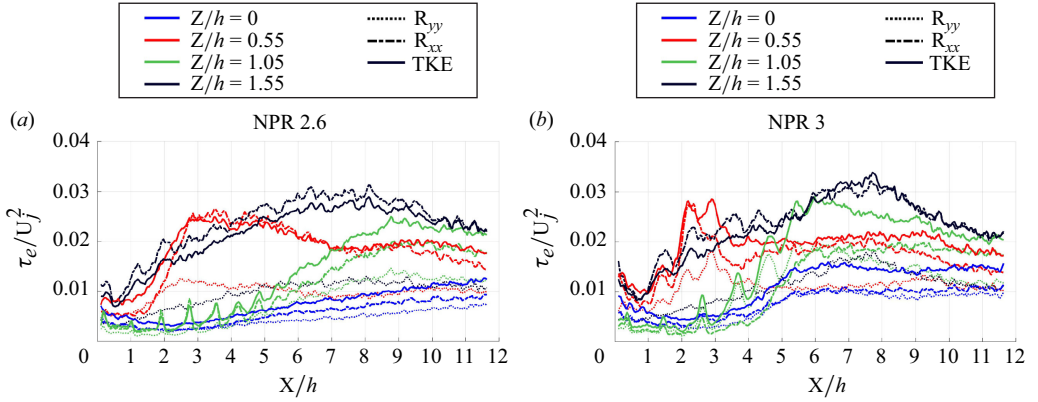 Z/h = 0 R_yy
Z/h = 0.55 R_xx
Z/h = 1.05 TKE
Z/h = 1.55
Z/h = 0 R_yy
Z/h = 0.55 R_xx
Z/h = 1.05 TKE
Z/h = 1.55
(a) NPR 2.6
0.04
0.03
0.02
0.01
τ_e/U_J^2
0 1 2 3 4 5 6 7 8 9 10 11 12
X/h
(b) NPR 3
0.04
0.03
0.02
0.01
τ_e/U_J^2
0 1 2 3 4 5 6 7 8 9 10 11 12
X/h